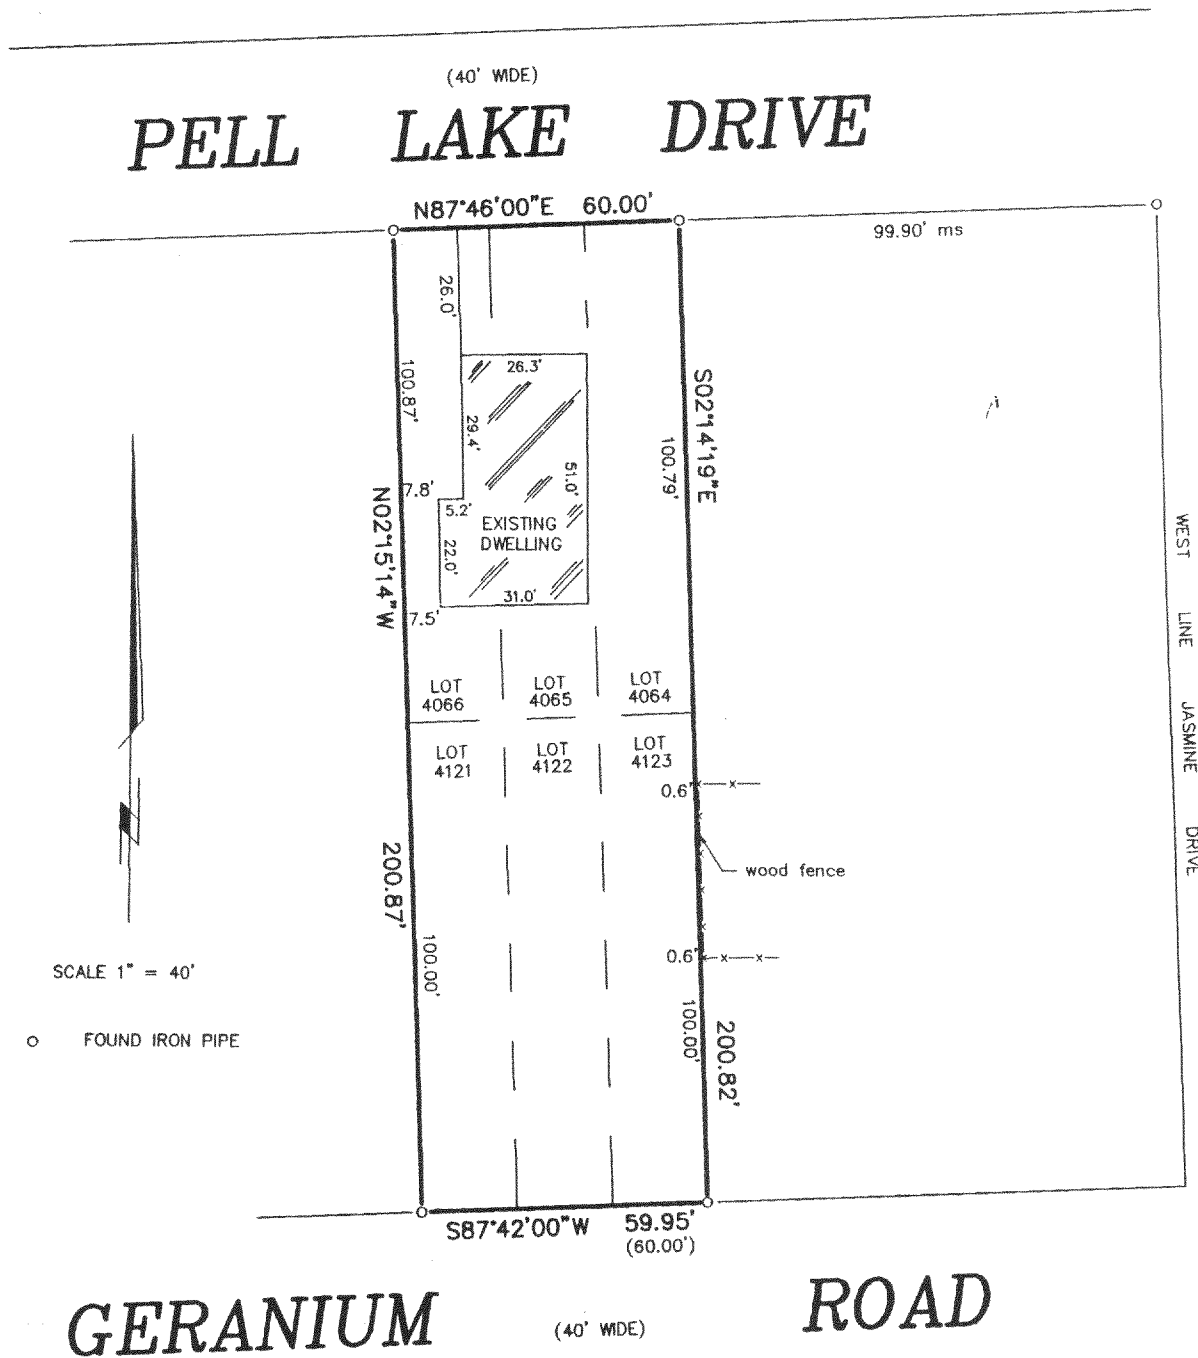 (40' WIDE)
PELL LAKE DRIVE
N87°46'00"E 60.00'
99.90' ms
26.0'
100.87'
26.3'
29.4'
S02°14'19"E
100.79'
51.0'
7.8'
5.2'
N02°15'14"W
EXISTING
DWELLING
22.0'
31.0'
7.5'
WEST LINE JASMINE DRIVE
LOT
4066
LOT
4065
LOT
4064
LOT
4121
LOT
4122
LOT
4123
0.6'
wood fence
200.87'
100.00'
0.6'
SCALE 1" = 40'
100.00'
200.82'
FOUND IRON PIPE
S87°42'00"W 59.95'
(60.00')
GERANIUM ROAD
(40' WIDE)